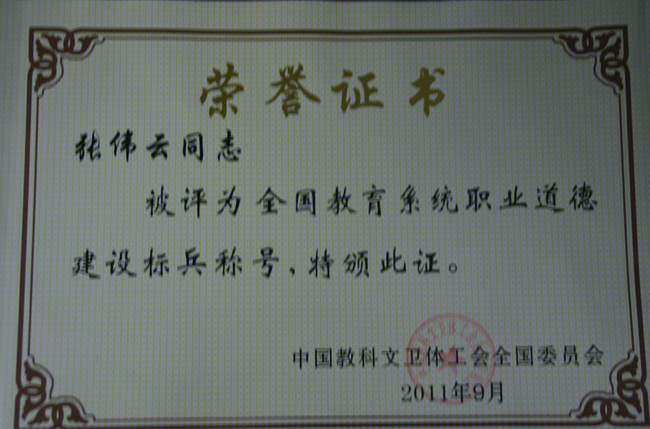 荣誉证书
张伟云同志
被评为全国教育系统职业道德
建设标兵称号、特颁此证。
中国教科文卫体工会全国委员会
2011年9月